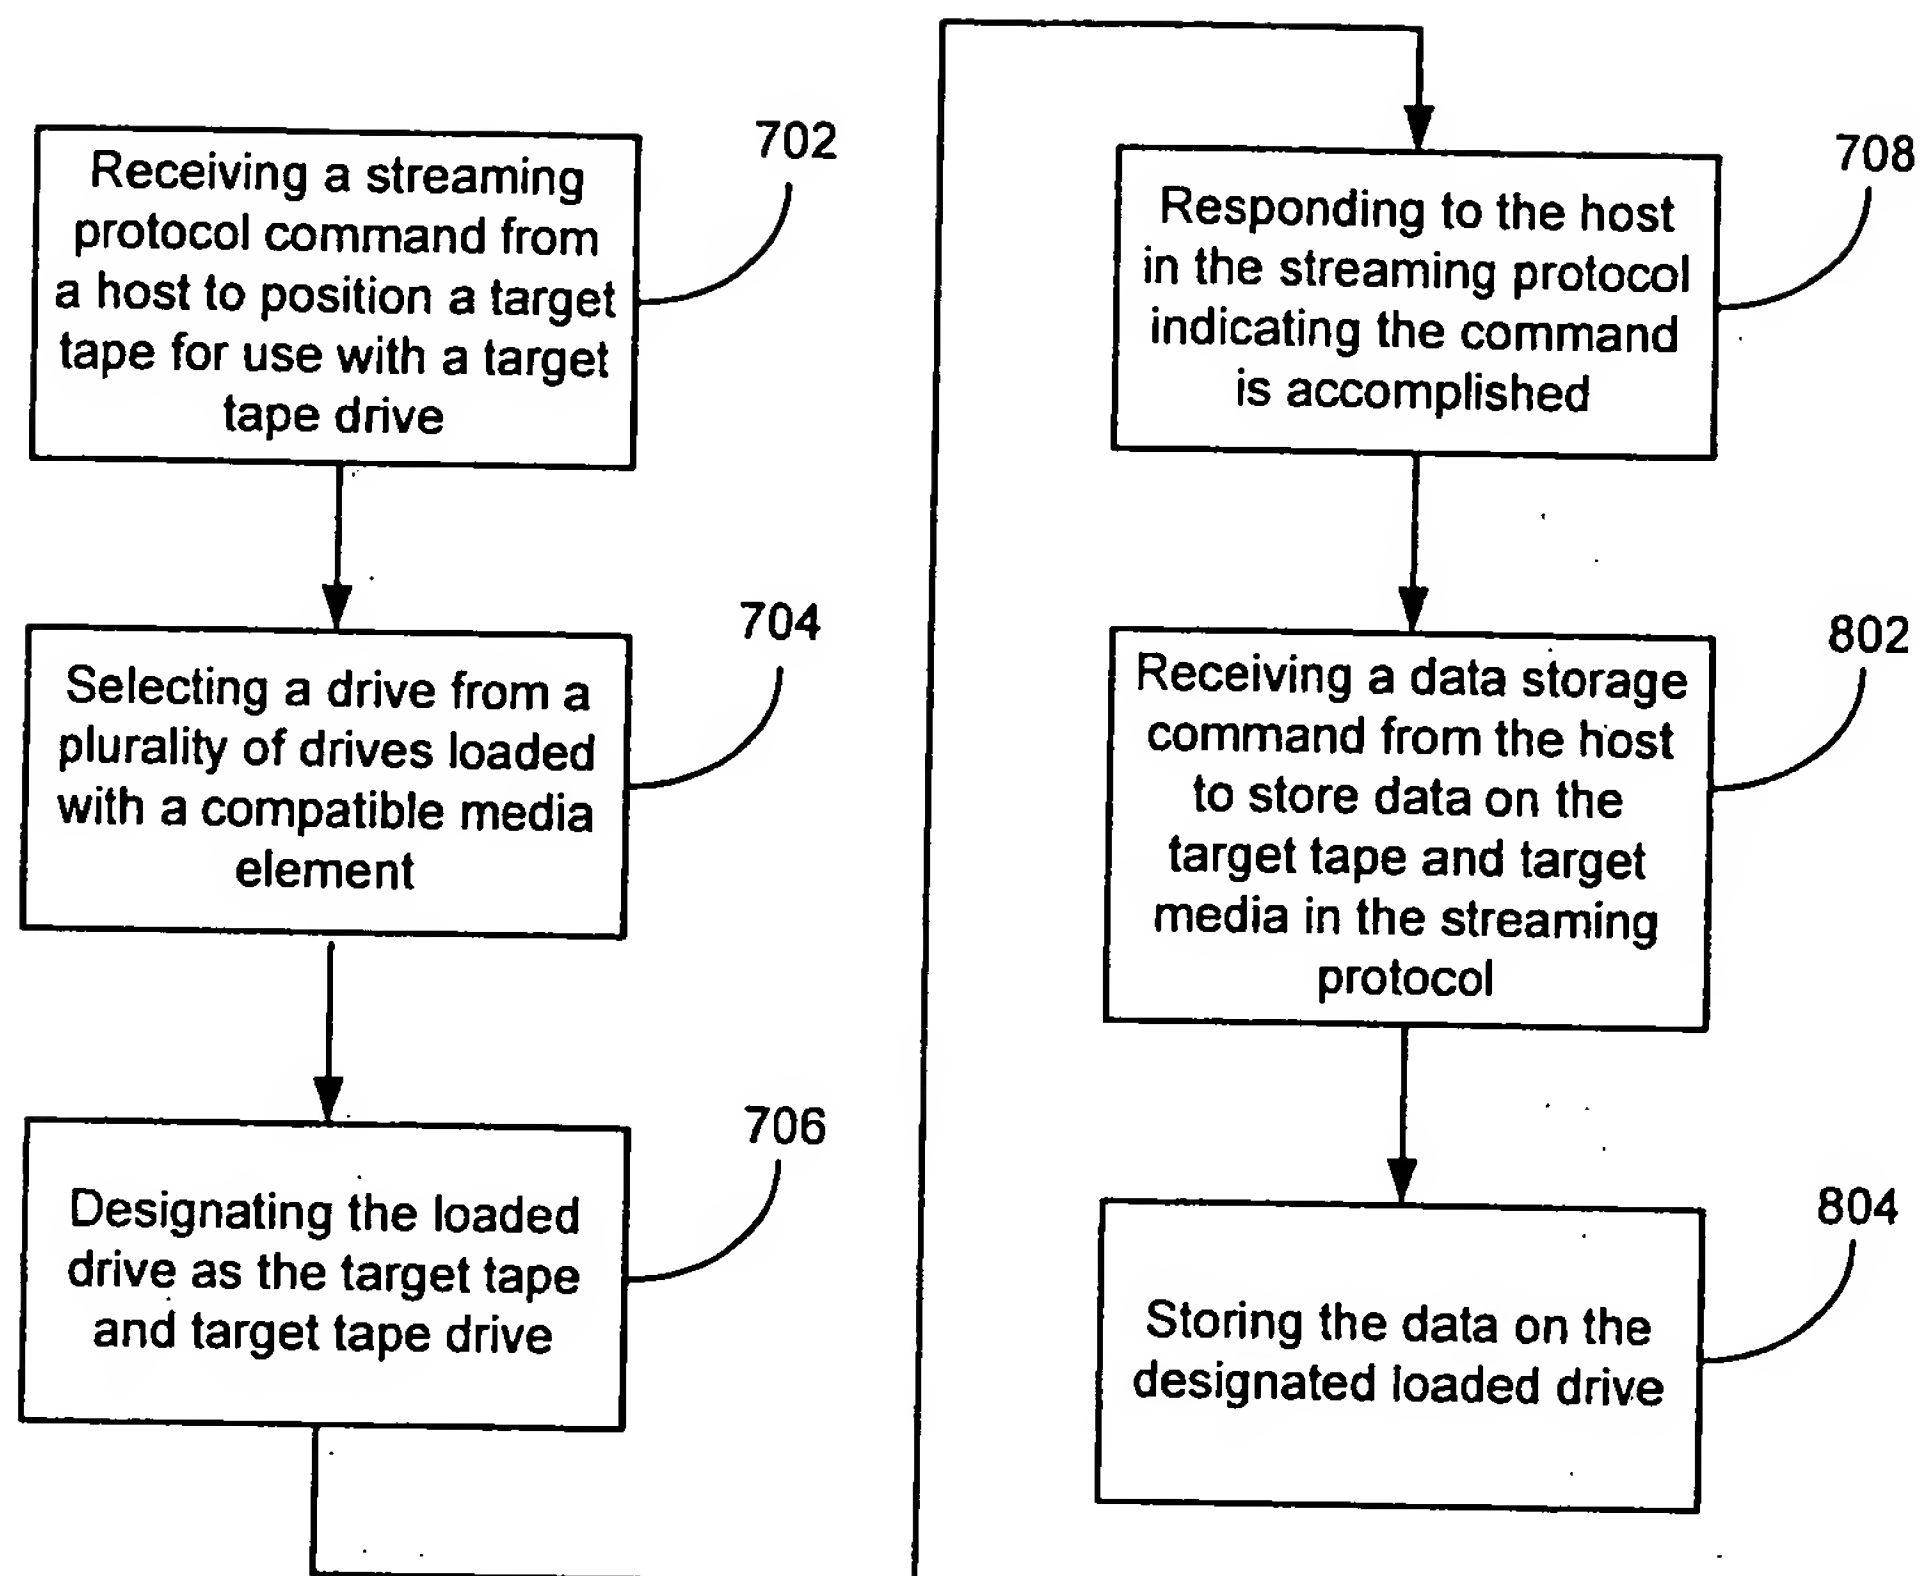 702
Receiving a streaming
protocol command from
a host to position a target
tape for use with a target
tape drive
704
Selecting a drive from a
plurality of drives loaded
with a compatible media
element
706
Designating the loaded
drive as the target tape
and target tape drive
708
Responding to the host
in the streaming protocol
indicating the command
is accomplished
802
Receiving a data storage
command from the host
to store data on the
target tape and target
media in the streaming
protocol
804
Storing the data on the
designated loaded drive